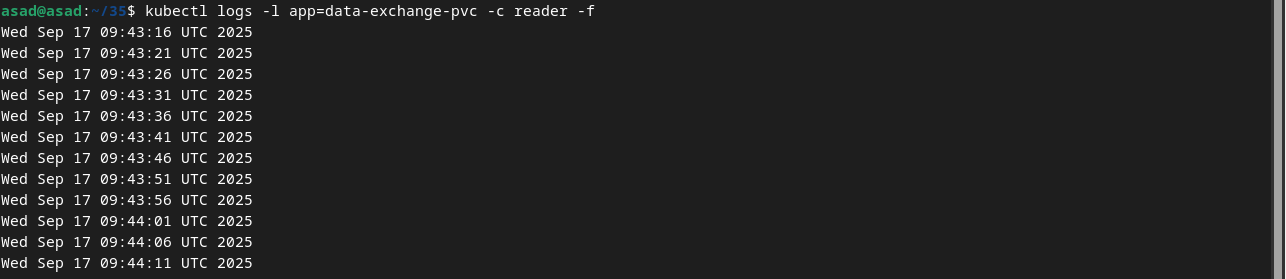 asad@asad:~/35$ kubectl logs -l app=data-exchange-pvc -c reader -f
Wed Sep 17 09:43:16 UTC 2025
Wed Sep 17 09:43:21 UTC 2025
Wed Sep 17 09:43:26 UTC 2025
Wed Sep 17 09:43:31 UTC 2025
Wed Sep 17 09:43:36 UTC 2025
Wed Sep 17 09:43:41 UTC 2025
Wed Sep 17 09:43:46 UTC 2025
Wed Sep 17 09:43:51 UTC 2025
Wed Sep 17 09:43:56 UTC 2025
Wed Sep 17 09:44:01 UTC 2025
Wed Sep 17 09:44:06 UTC 2025
Wed Sep 17 09:44:11 UTC 2025